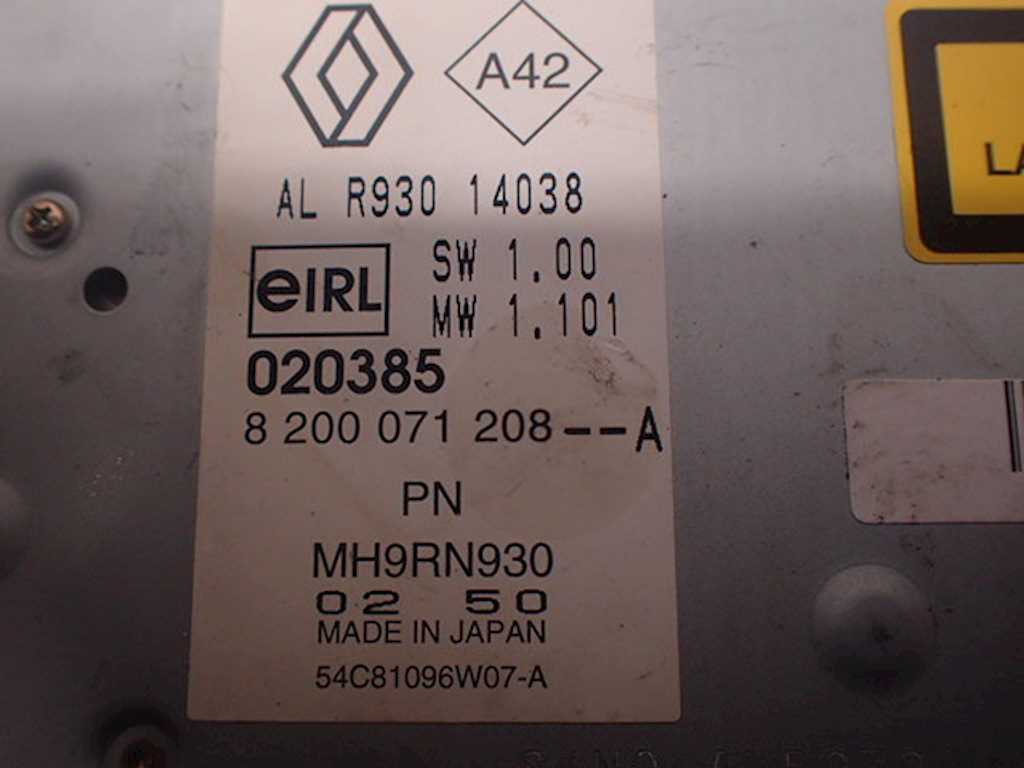 A42
AL R930 14038
eIRL
SW 1.00
MW 1.101
020385
8 200 071 208--A
PN
MH9RN930
02 50
MADE IN JAPAN
54C81096W07-A